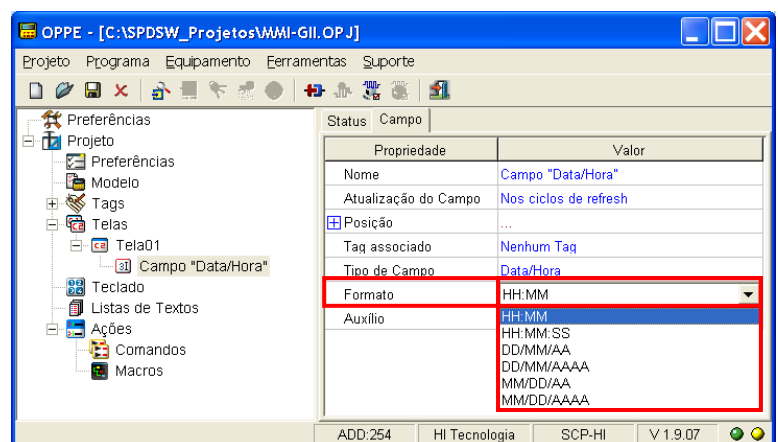 OPPE - [C:\SPDSW_Projetos\MMI-GII.OPJ]
Projeto Programa Equipamento Ferramentas Suporte
Preferências
Projeto
Preferências
Modelo
Tags
Telas
Tela01
Campo "Data/Hora"
Teclado
Listas de Textos
Ações
Comandos
Macros
Status Campo
Propriedade Valor
Nome Campo "Data/Hora"
Atualização do Campo Nos ciclos de refresh
Posição ...
Tag associado Nenhum Tag
Tipo de Campo Data/Hora
Formato HH:MM
Auxílio
HH:MM
HH:MM:SS
DD/MM/AA
DD/MM/AAAA
MM/DD/AA
MM/DD/AAAA
ADD:254 HI Tecnologia SCP-HI V 1.9.07